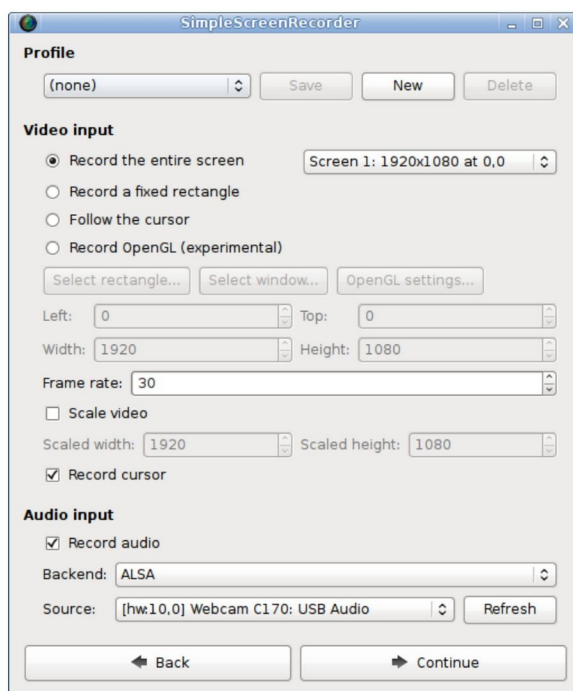 SimpleScreenRecorder
Profile
(none) Save New Delete
Video input
Record the entire screen Screen 1: 1920x1080 at 0,0
Record a fixed rectangle
Follow the cursor
Record OpenGL (experimental)
Select rectangle... Select window... OpenGL settings...
Left: 0 Top: 0
Width: 1920 Height: 1080
Frame rate: 30
Scale video
Scaled width: 1920 Scaled height: 1080
Record cursor
Audio input
Record audio
Backend: ALSA
Source: [hw:10,0] Webcam C170: USB Audio Refresh
Back Continue